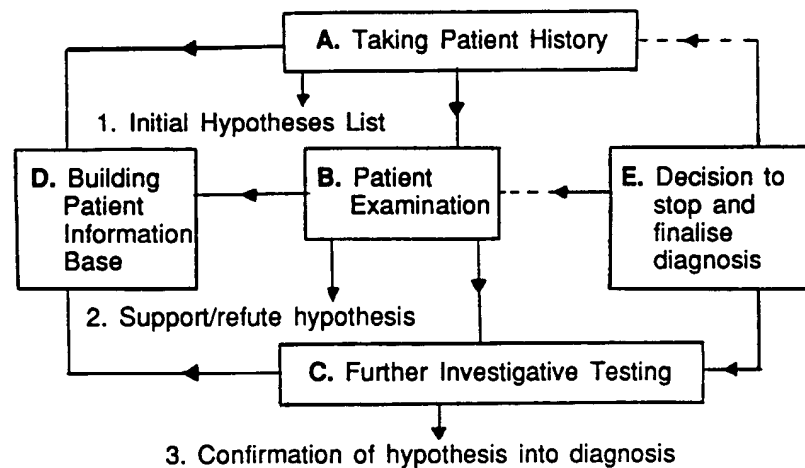 A. Taking Patient History
1. Initial Hypotheses List
D. Building
Patient
Information
Base
B. Patient
Examination
E. Decision to
stop and
finalise
diagnosis
2. Support/refute hypothesis
C. Further Investigative Testing
3. Confirmation of hypothesis into diagnosis